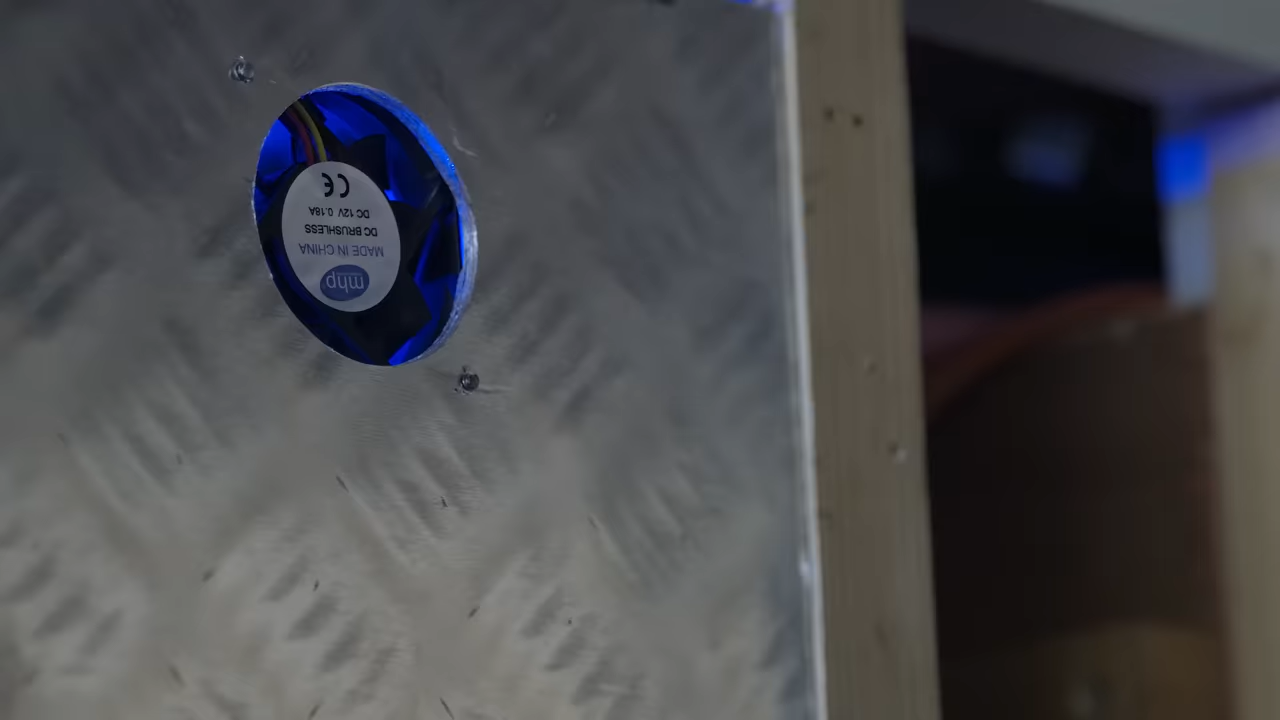 mhp
MADE IN CHINA
DC BRUSHLESS
DC 12V 0.18A
CE